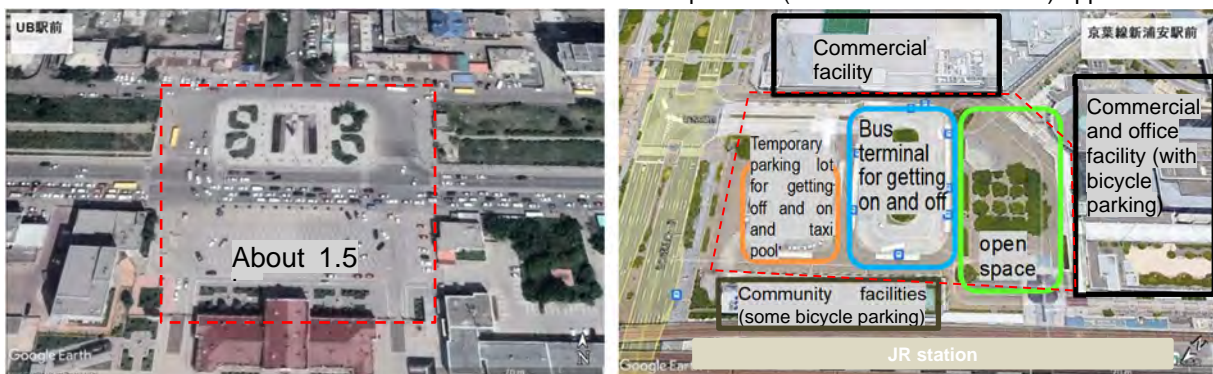 UB駅前
About 1.5
Google Earth
N
京葉線新浦安駅前
Commercial
facility
Temporary
parking lot
for getting
off and on
and taxi
pool
Bus
terminal
for getting
on and off
open
space
Commercial
and office
facility (with
bicycle
parking)
Community facilities
(some bicycle parking)
JR station
Google Earth
N